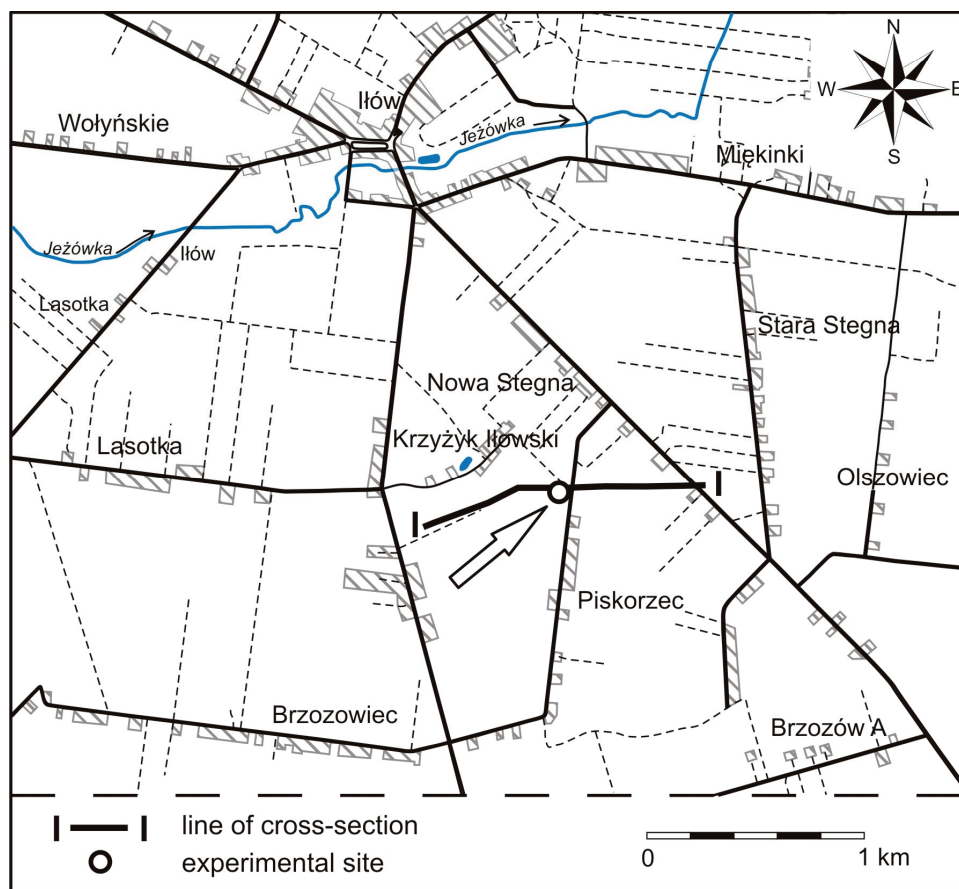 N
Iłów
W
E
Wołyńskie
Jeżówka
Miękinki
S
Jeżówka
Iłów
Lasotka
Stara Stegna
Nowa Stegna
Krzyżyk Iłowski
Lasotka
Olszowiec
I
I
Piskorzec
Brzozowiec
Brzozów A
I I line of cross-section
experimental site
0 1 km